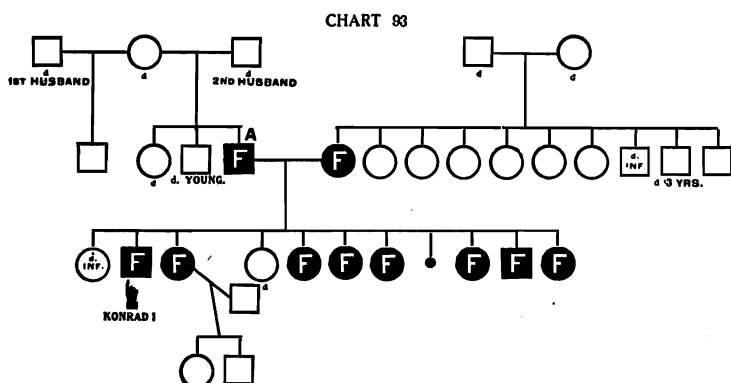 CHART 93
d
1ST HUSBAND
d
d
2ND HUSBAND
d
d
A
F
F
d
d. YOUNG.
d.
INF
d 3 YRS.
d.
INF.
F
F
d
F
F
F
F
F
F
KONRAD I